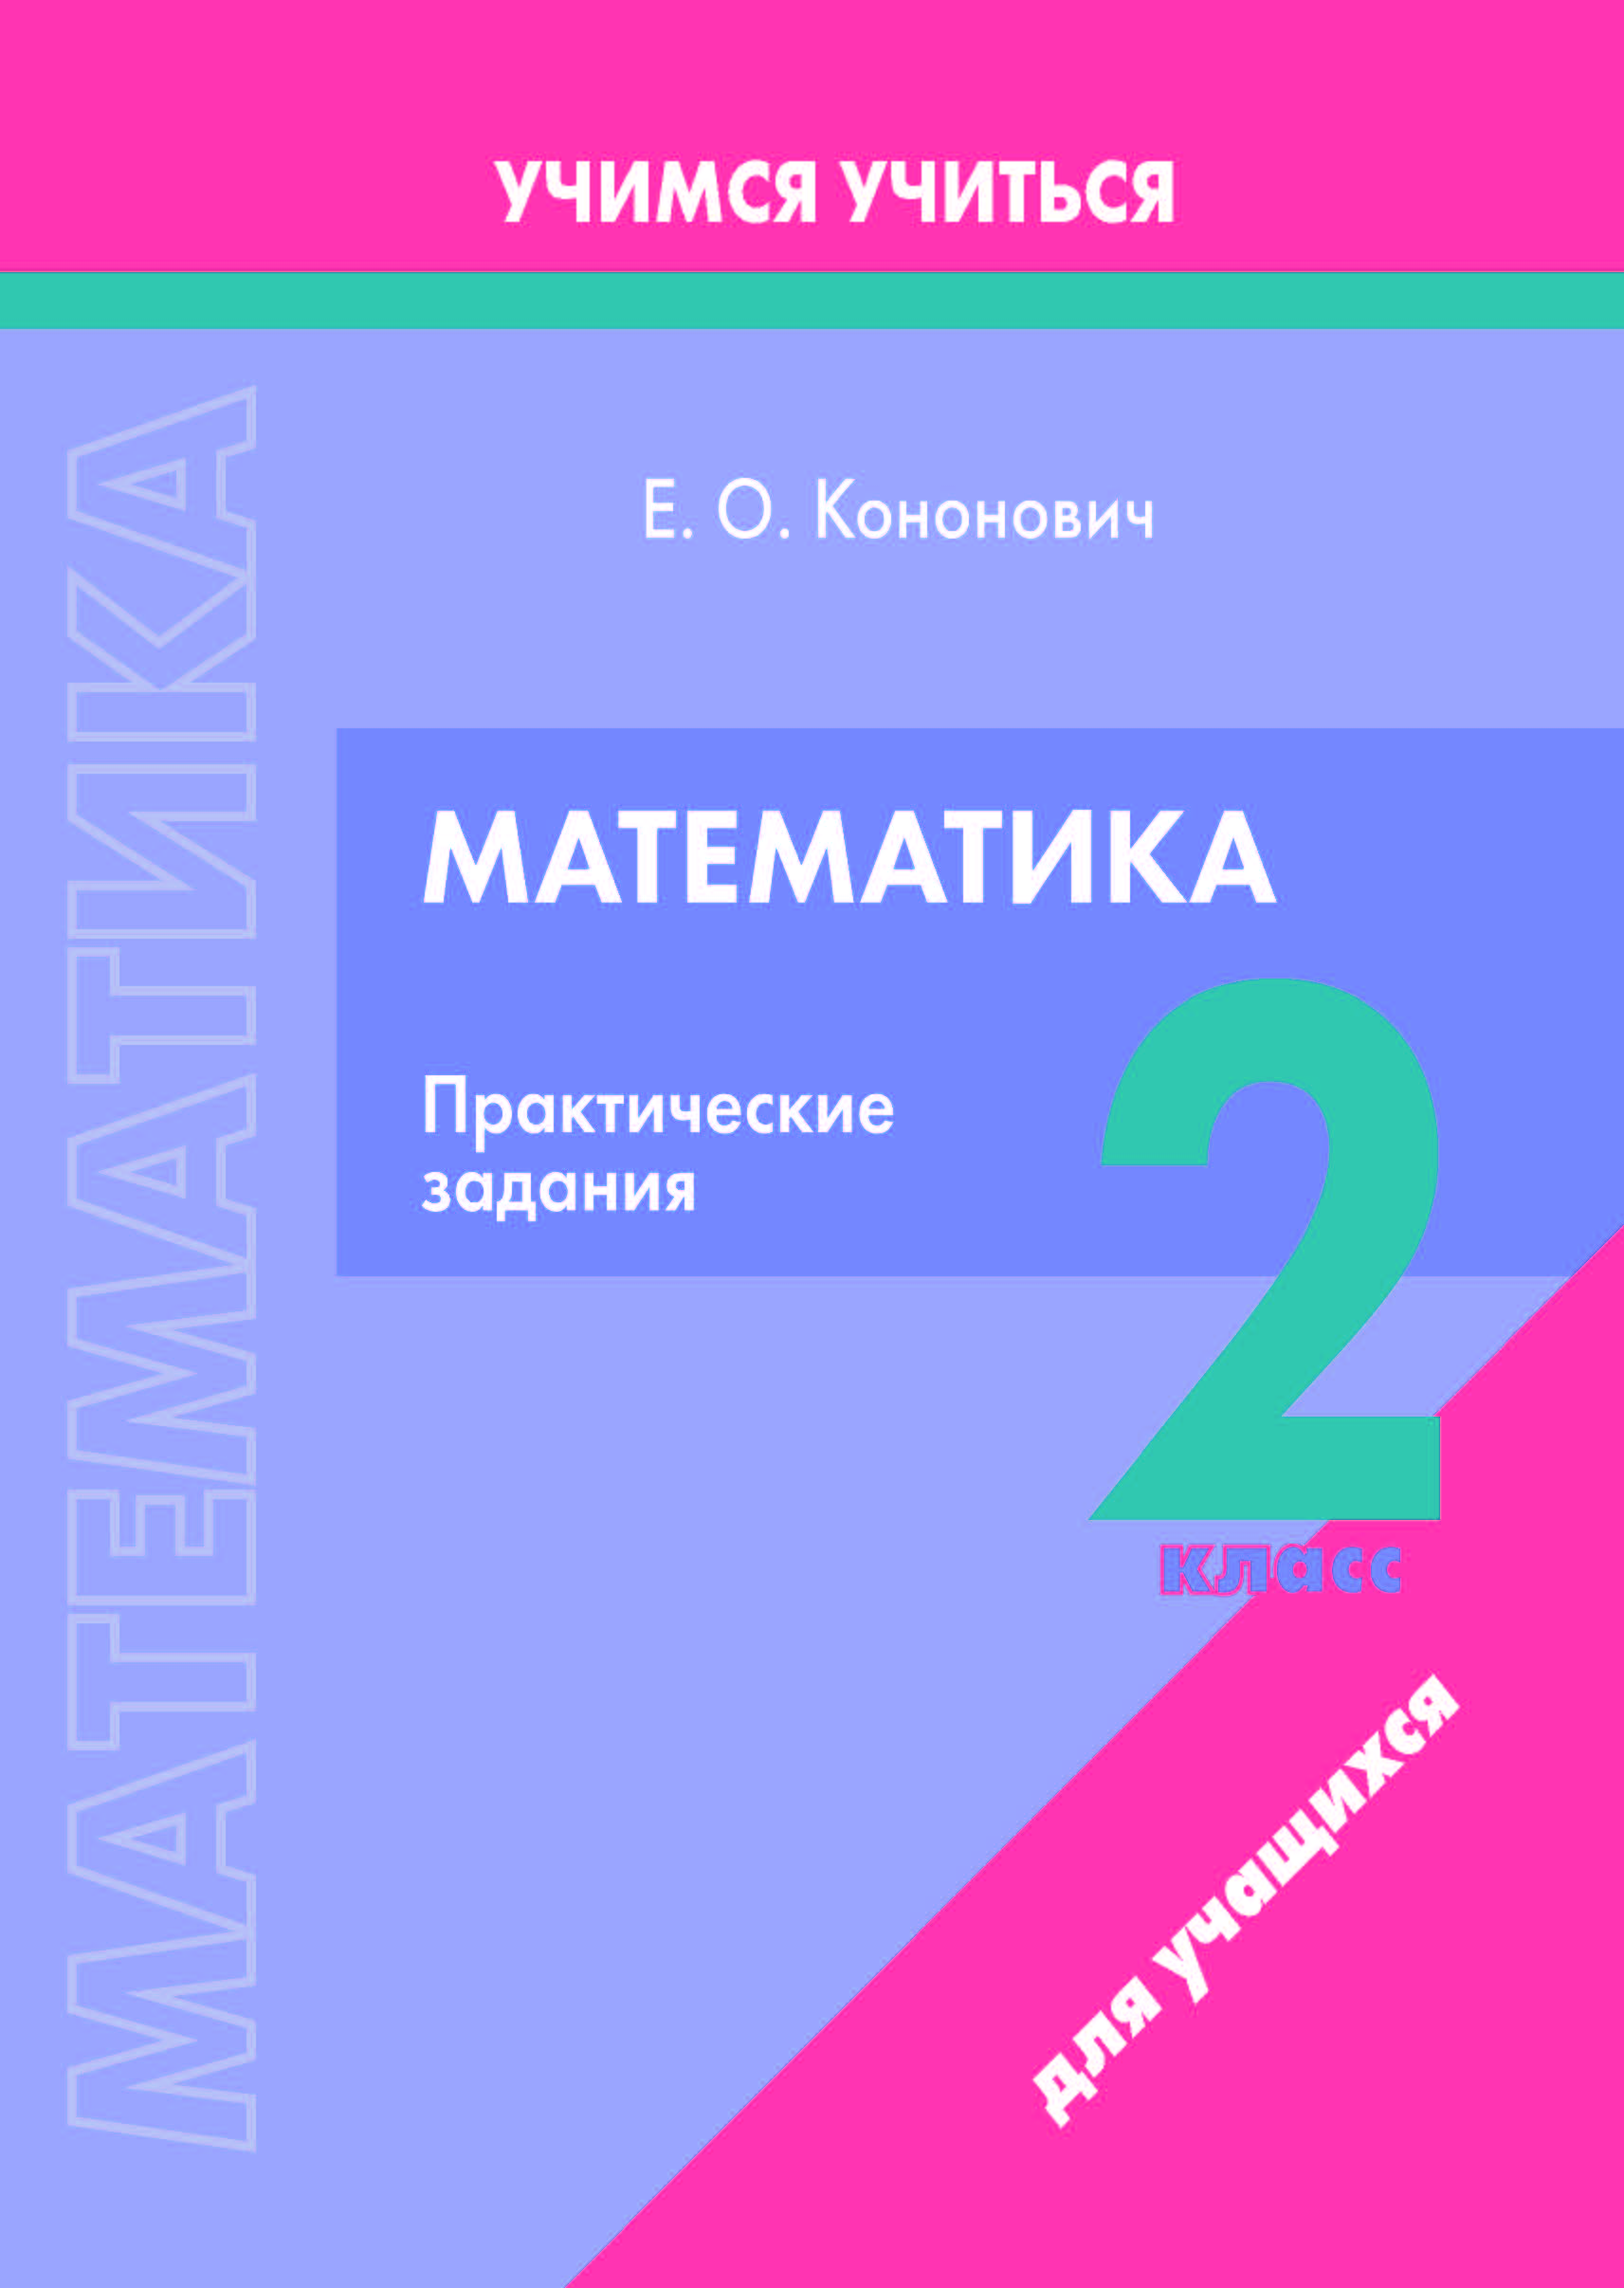 УЧИМСЯ УЧИТЬСЯ
Е. О. Кононович
МАТЕМАТИКА
МАТЕМАТИКА
Практические
задания
2
класс
для учащихся